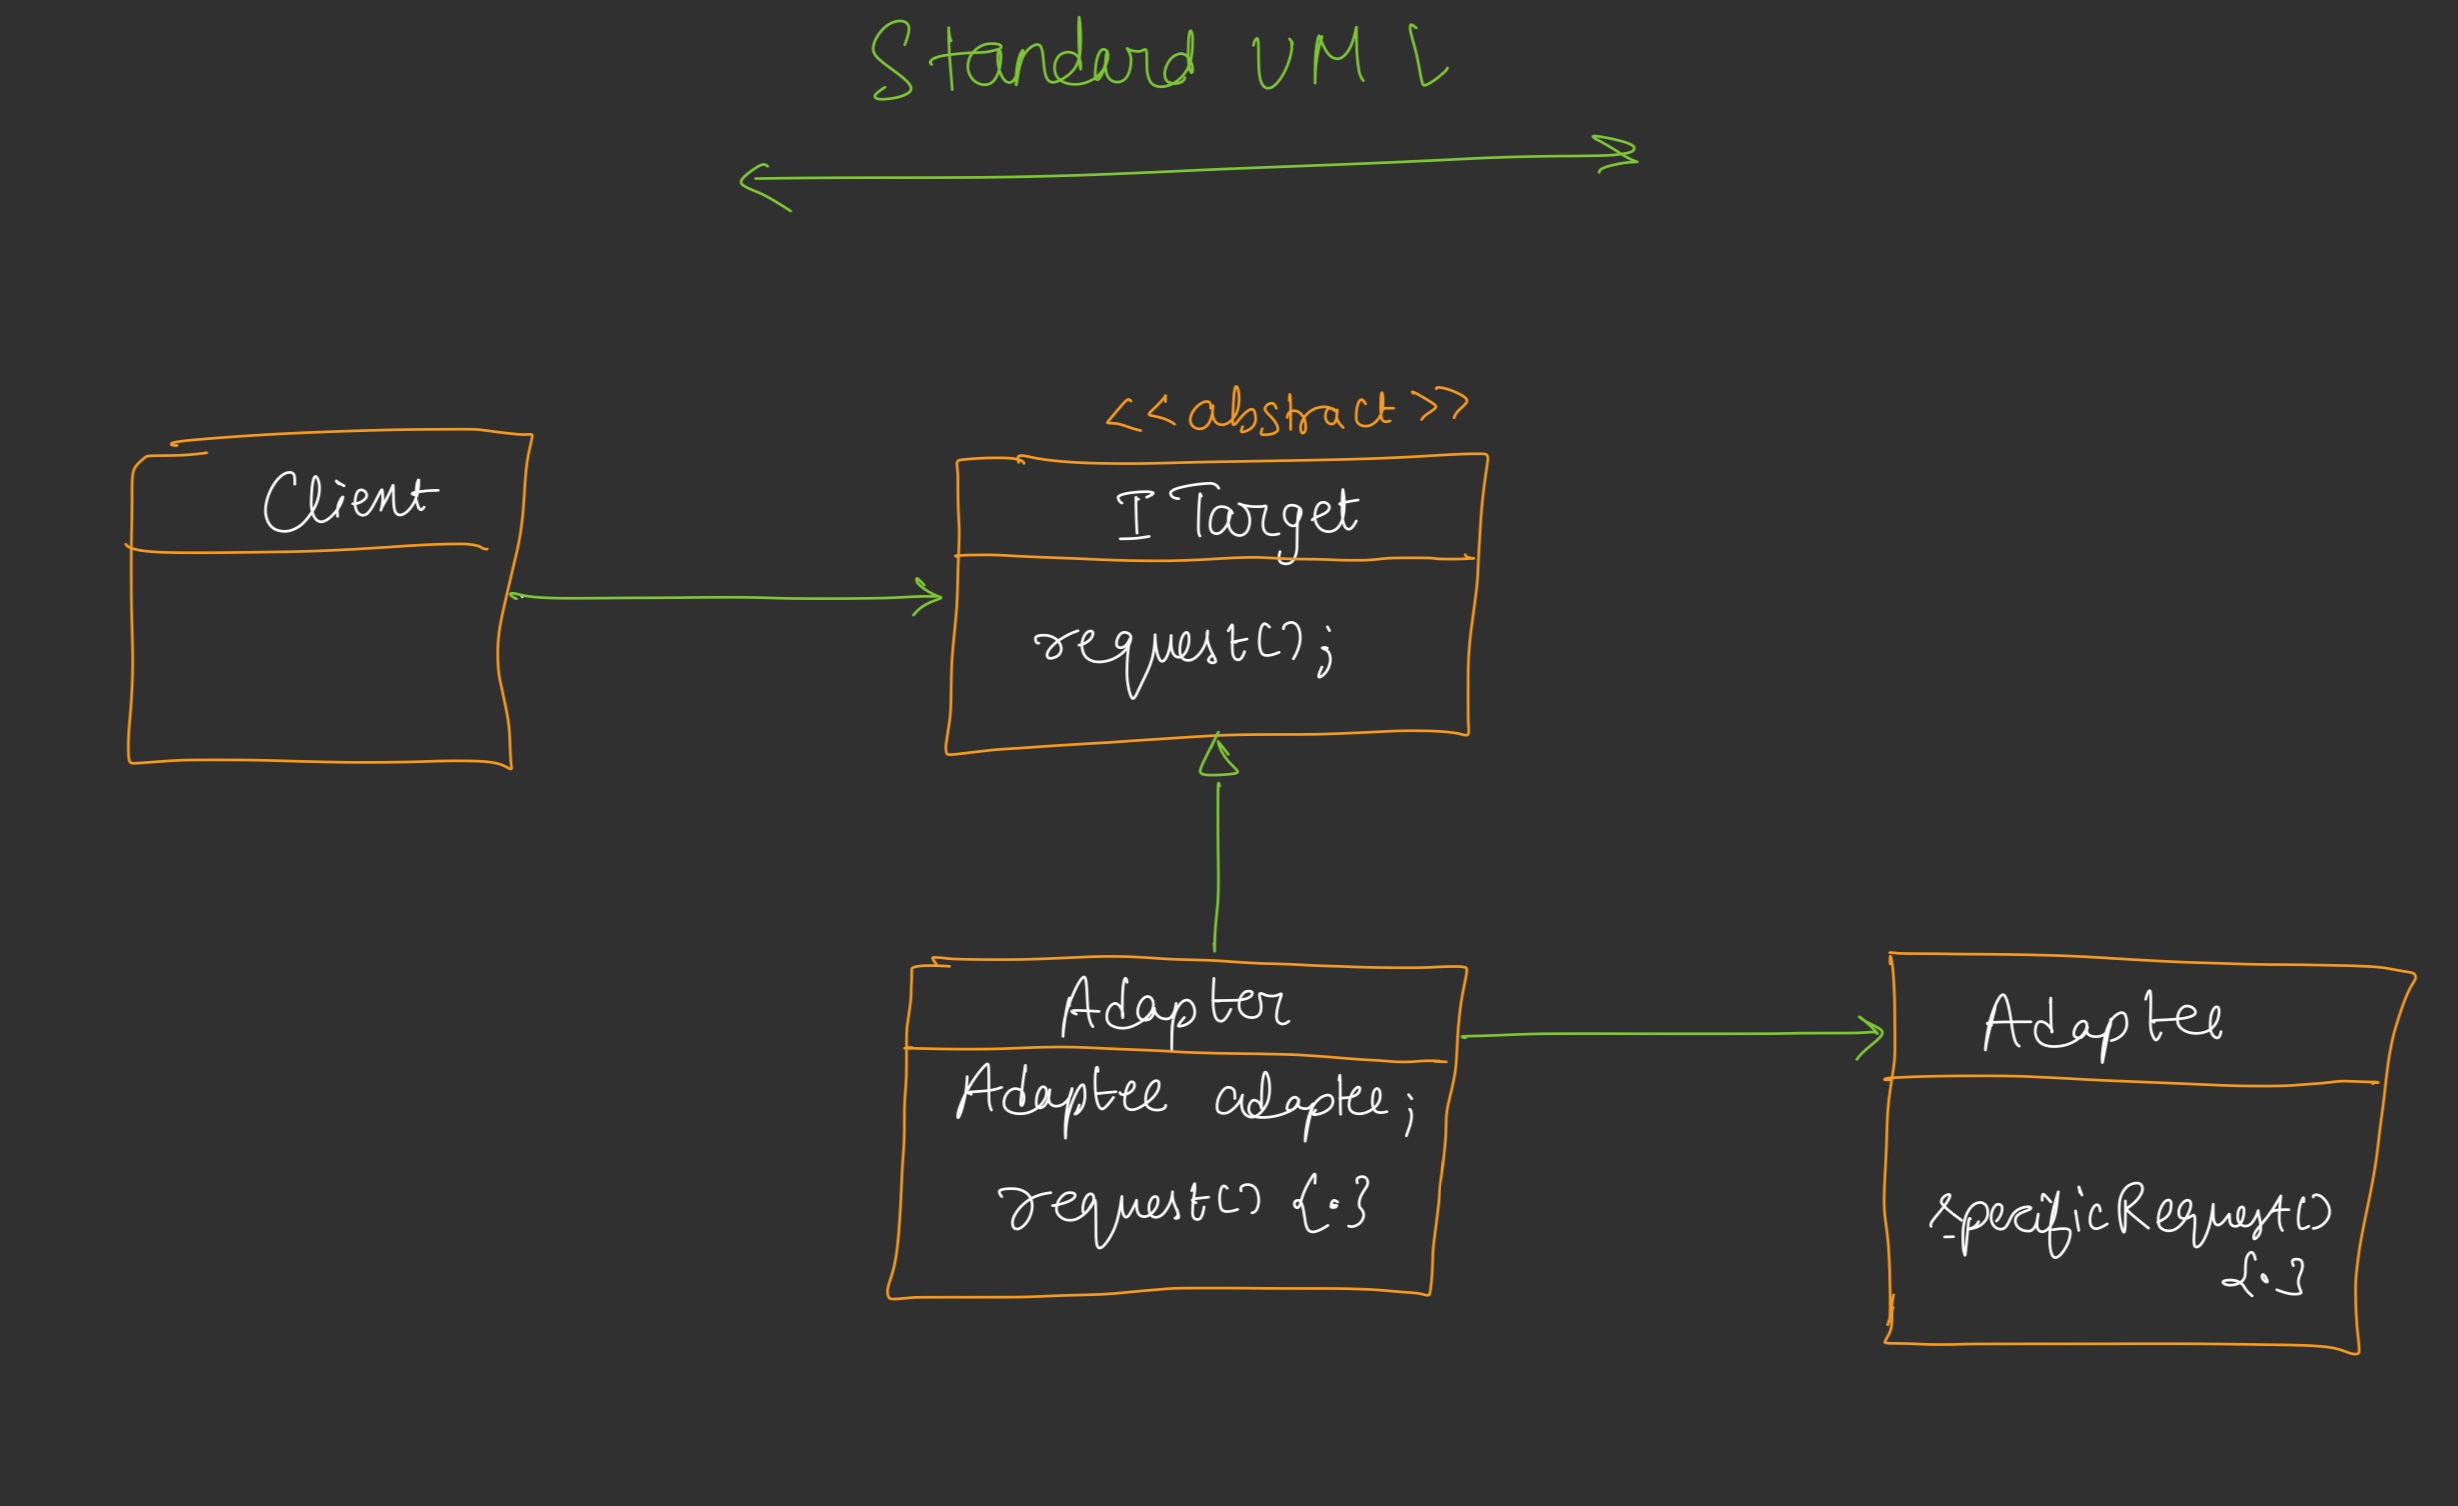 Standard UML
<<abstract>>
Client
ITarget
request();
Adapter
Adaptee adaptee;
request() {.}
Adaptee
specificRequest()
{.}